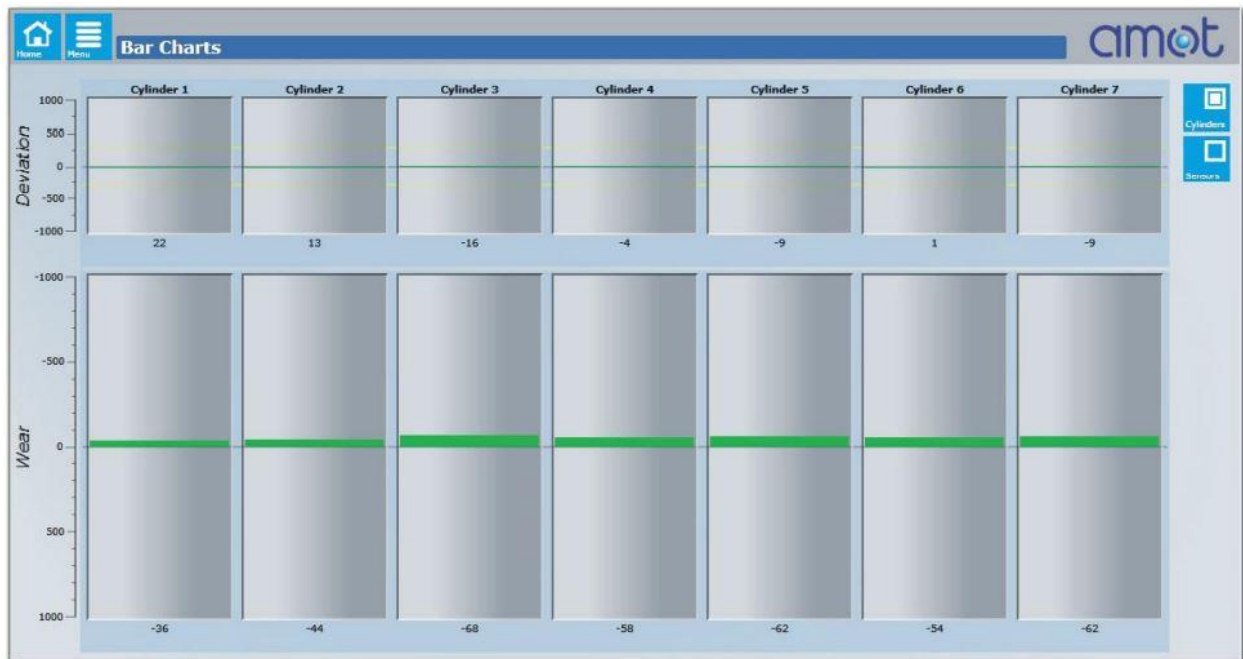 Home
Menu
Bar Charts
amot
Cylinder 1
Cylinder 2
Cylinder 3
Cylinder 4
Cylinder 5
Cylinder 6
Cylinder 7
Cylinders
Sensors
Deviation
1000
500
0
-500
-1000
22
13
-16
-4
-9
1
-9
Wear
-1000
-500
0
500
1000
-36
-44
-68
-58
-62
-54
-62